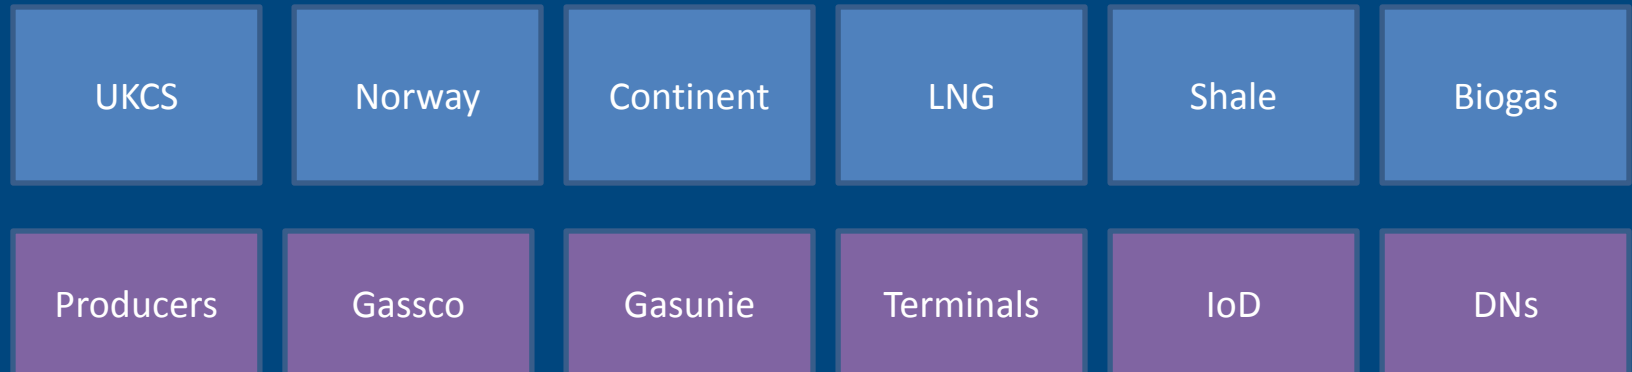 UKCS
Norway
Continent
LNG
Shale
Biogas
Producers
Gassco
Gasunie
Terminals
IoD
DNs